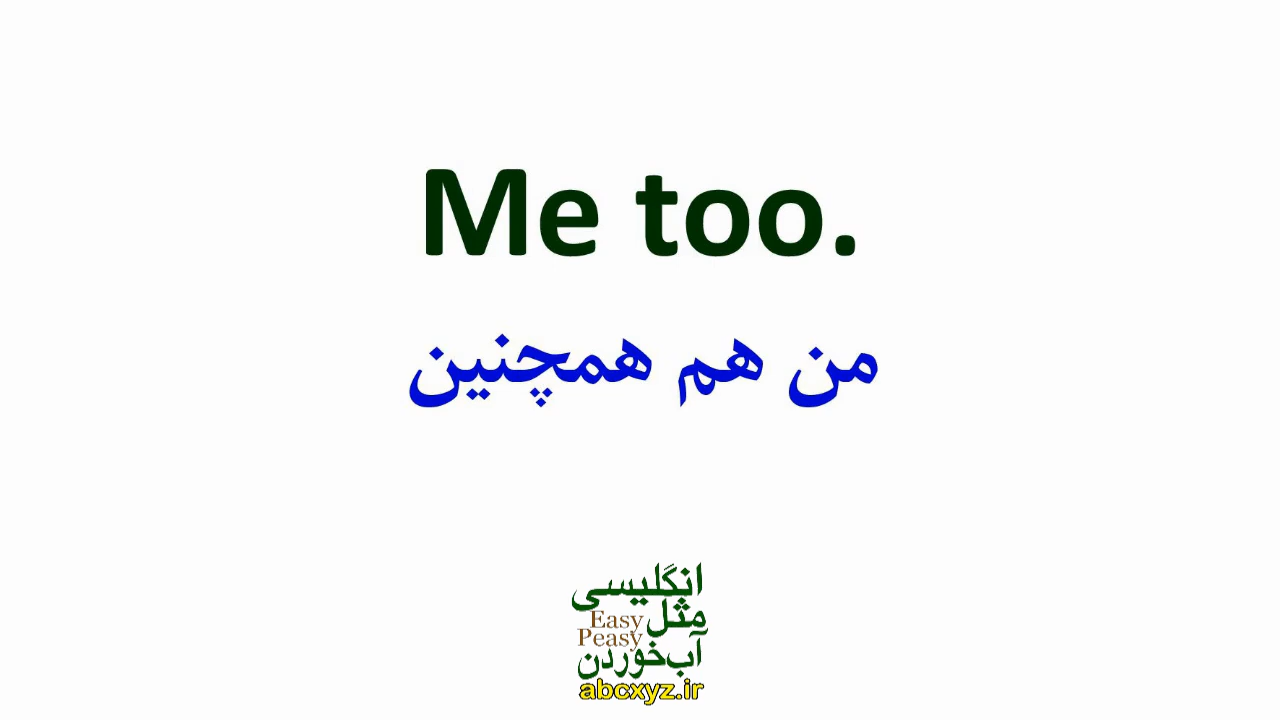 Me too.
من هم همچنین
انگلیسی
مثل
Easy
Peasy
آب‌خوردن
abcxyz.ir